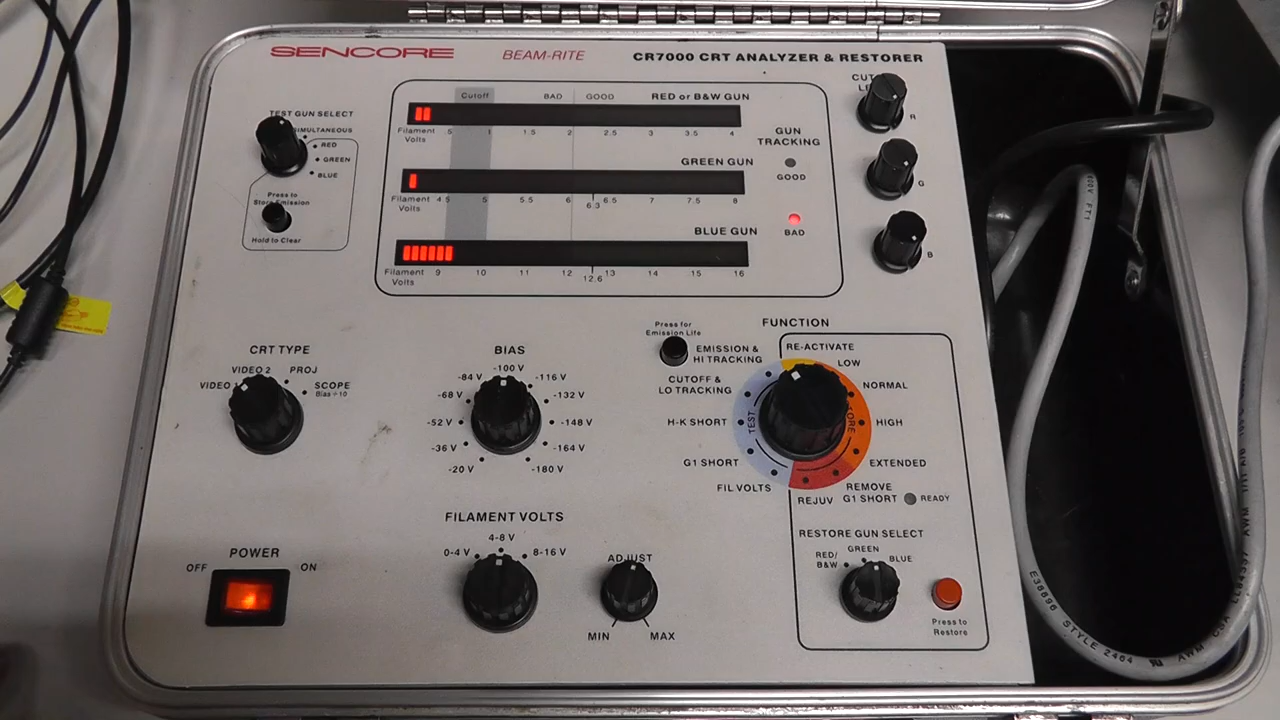 SENCORE BEAM-RITE CR7000 CRT ANALYZER & RESTORER
TEST GUN SELECT
SIMULTANEOUS
RED
GREEN
BLUE
Press to
Store Emission
Hold to Clear
Cutoff BAD GOOD RED or B&W GUN
Filament
Volts
.5 1 1.5 2 2.5 3 3.5 4
GREEN GUN
Filament
Volts
4.5 5 5.5 6 6.3 6.5 7 7.5 8
BLUE GUN
Filament
Volts
9 10 11 12 12.6 13 14 15 16
GUN
TRACKING
GOOD
BAD
R
G
B
CRT TYPE
VIDEO 1
VIDEO 2
PROJ
SCOPE
Bias ÷10
BIAS
-100 V
-84 V -116 V
-68 V -132 V
-52 V -148 V
-36 V -164 V
-20 V -180 V
Press for
Emission Life
FUNCTION
EMISSION &
HI TRACKING
CUTOFF &
LO TRACKING
H-K SHORT
G1 SHORT
FIL VOLTS
TEST
RE-ACTIVATE
LOW
NORMAL
HIGH
EXTENDED
REMOVE
G1 SHORT
REJUV
READY
POWER
OFF ON
FILAMENT VOLTS
0-4 V
4-8 V
8-16 V
ADJUST
MIN MAX
RESTORE GUN SELECT
RED/
B&W
GREEN
BLUE
Press to
Restore
E38896 STYLE 2464